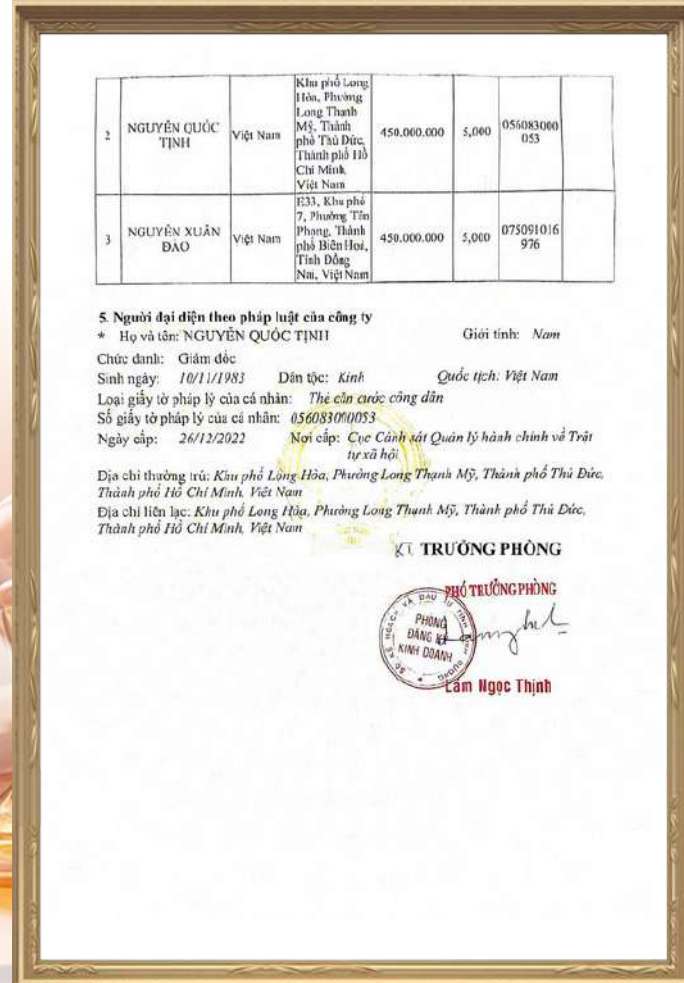 2
NGUYỄN QUỐC
TỊNH
Việt Nam
Khu phố Long
Hòa, Phường
Long Thạnh
Mỹ, Thành
phố Thủ Đức,
Thành phố Hồ
Chí Minh,
Việt Nam
450.000.000
5,000
056083000
053
3
NGUYỄN XUÂN
ĐÀO
Việt Nam
E33, Khu phố
7, Phường Tân
Phong, Thành
phố Biên Hoà,
Tỉnh Đồng
Nai, Việt Nam
450.000.000
5,000
075091016
976
5. Người đại diện theo pháp luật của công ty
* Họ và tên: NGUYỄN QUỐC TỊNH Giới tính: Nam
Chức danh: Giám đốc
Sinh ngày: 10/11/1983 Dân tộc: Kinh Quốc tịch: Việt Nam
Loại giấy tờ pháp lý của cá nhân: Thẻ căn cước công dân
Số giấy tờ pháp lý của cá nhân: 056083000053
Ngày cấp: 26/12/2022 Nơi cấp: Cục Cảnh sát Quản lý hành chính về Trật
tự xã hội
Địa chỉ thường trú: Khu phố Long Hòa, Phường Long Thạnh Mỹ, Thành phố Thủ Đức,
Thành phố Hồ Chí Minh, Việt Nam
Địa chỉ liên lạc: Khu phố Long Hòa, Phường Long Thạnh Mỹ, Thành phố Thủ Đức,
Thành phố Hồ Chí Minh, Việt Nam
KT. TRƯỞNG PHÒNG
PHÓ TRƯỞNG PHÒNG
SỞ KẾ HOẠCH VÀ ĐẦU TƯ TỈNH BÌNH DƯƠNG
PHÒNG
ĐĂNG KÝ
KINH DOANH
Lâm Ngọc Thịnh